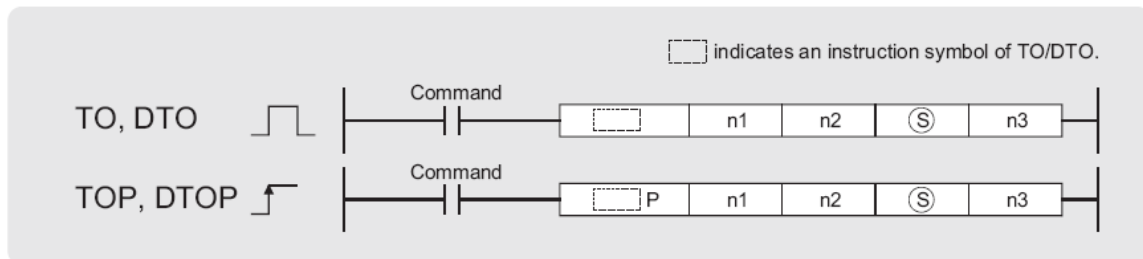 indicates an instruction symbol of TO/DTO.
Command
TO, DTO n1 n2 Ⓢ n3
Command
TOP, DTOP P n1 n2 Ⓢ n3